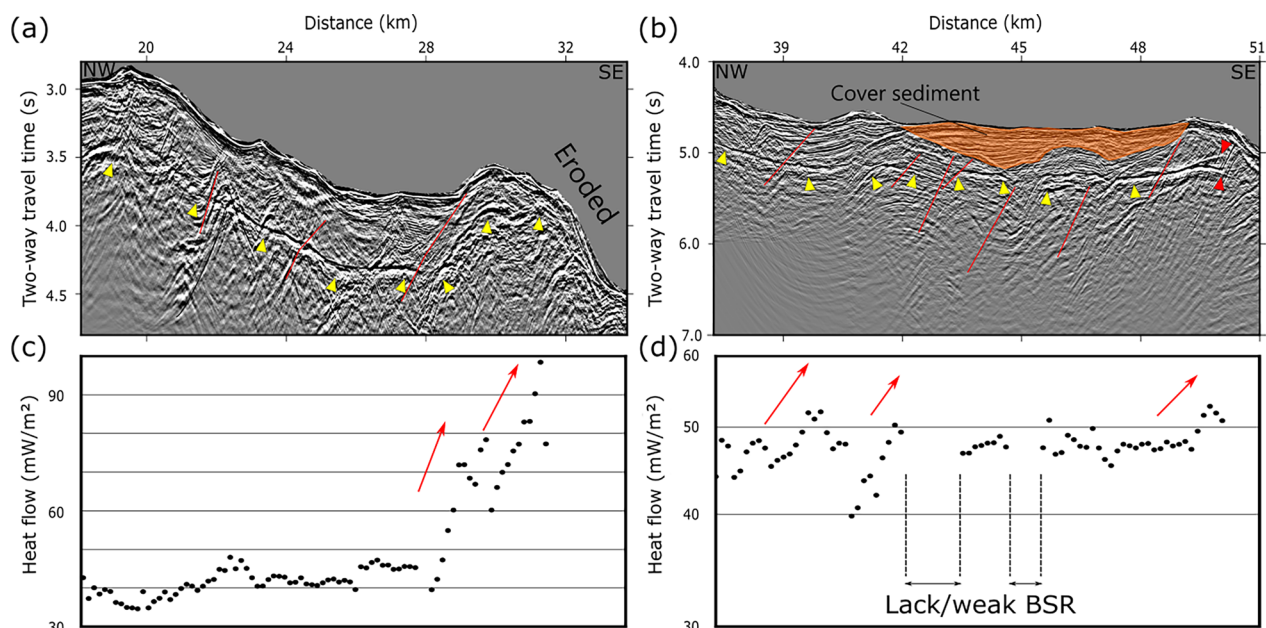 (a)
Distance (km)
20 24 28 32
NW
SE
Two-way travel time (s)
3.0
3.5
4.0
4.5
Eroded
(b)
Distance (km)
39 42 45 48 51
4.0
NW
SE
Cover sediment
Two-way travel time (s)
5.0
6.0
7.0
(c)
Heat flow (mW/m²)
90
60
30
(d)
Heat flow (mW/m²)
60
50
40
30
Lack/weak BSR